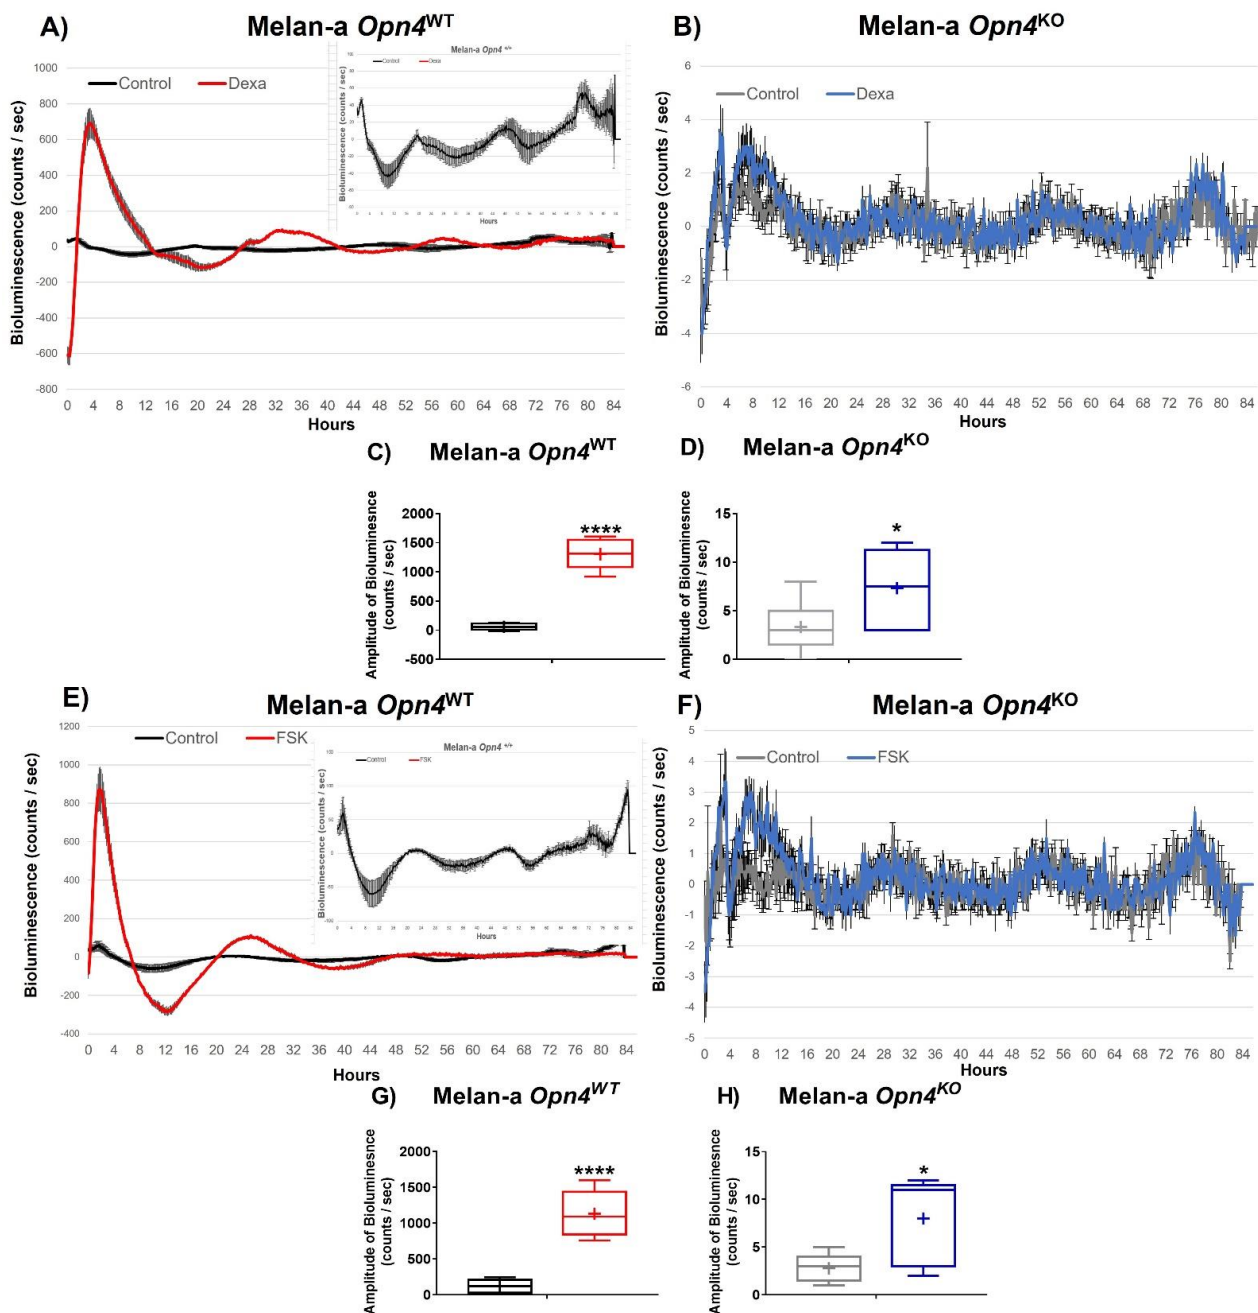 A) Melan-a Opn4WT
Bioluminescence (counts / sec)
1000
800
600
400
200
0
-200
-400
-600
-800
Control Dexa
0 4 8 12 16 20 24 28 32 36 40 44 48 52 56 60 64 68 72 76 80 84
Hours
Melan-a Opn4 +/+
Control Dexa
Bioluminescence (counts / sec)
Hours
B) Melan-a Opn4KO
Bioluminescence (counts / sec)
6
4
2
0
-2
-4
-6
Control Dexa
0 4 8 12 16 20 24 28 32 36 40 44 48 52 56 60 64 68 72 76 80 84
Hours
C) Melan-a Opn4WT
Amplitude of Bioluminesnce
(counts / sec)
2000
1500
1000
500
0
-500
****
D) Melan-a Opn4KO
Amplitude of Bioluminesnce
(counts / sec)
15
10
5
0
*
E) Melan-a Opn4WT
Bioluminescence (counts / sec)
1200
1000
800
600
400
200
0
-200
-400
Control FSK
0 4 8 12 16 20 24 28 32 36 40 44 48 52 56 60 64 68 72 76 80 84
Hours
Melan-a Opn4 +/+
Control FSK
Bioluminescence (counts / sec)
Hours
F) Melan-a Opn4KO
Bioluminescence (counts / sec)
5
4
3
2
1
0
-1
-2
-3
-4
-5
Control FSK
0 4 8 12 16 20 24 28 32 36 40 44 48 52 56 60 64 68 72 76 80 84
Hours
G) Melan-a Opn4WT
Amplitude of Bioluminesnce
(counts / sec)
2000
1500
1000
500
0
****
H) Melan-a Opn4KO
Amplitude of Bioluminesnce
(counts / sec)
15
10
5
0
*